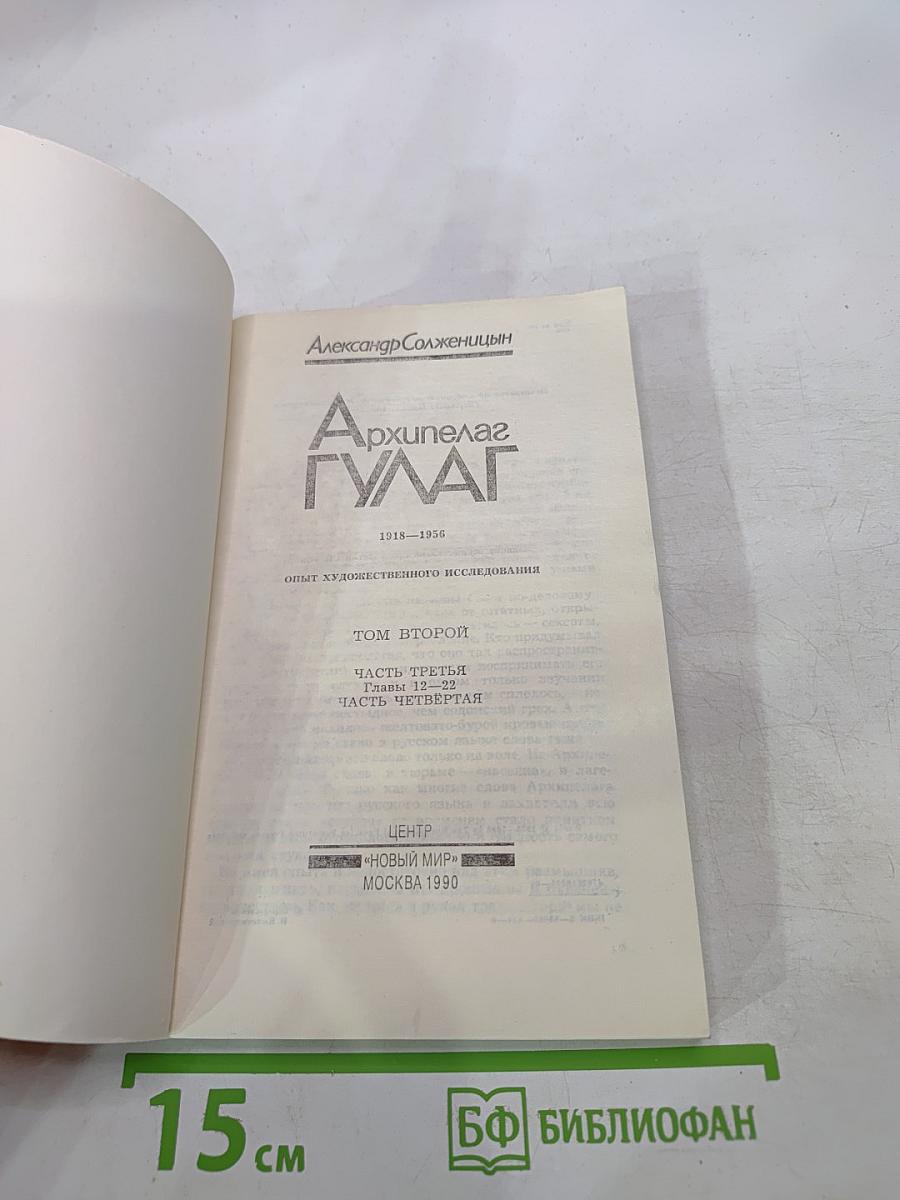 Александр Солженицын
Архипелаг
ГУЛАГ
1918—1956
ОПЫТ ХУДОЖЕСТВЕННОГО ИССЛЕДОВАНИЯ
ТОМ ВТОРОЙ
ЧАСТЬ ТРЕТЬЯ
Главы 12—22
ЧАСТЬ ЧЕТВЁРТАЯ
ЦЕНТР
«НОВЫЙ МИР»
МОСКВА 1990
15 см
БФ БИБЛИОФАН